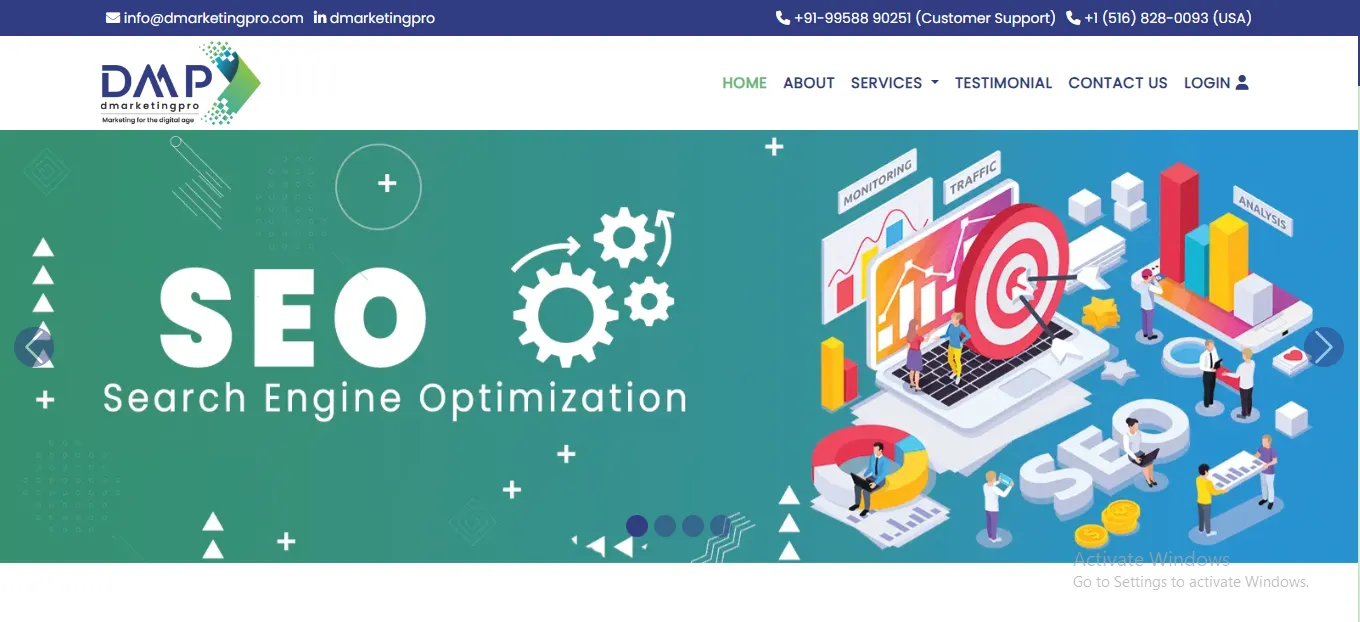 info@dmarketingpro.com in dmarketingpro +91-99588 90251 (Customer Support) +1 (516) 828-0093 (USA)
DMP
dmarketingpro
Marketing for the digital age
HOME ABOUT SERVICES TESTIMONIAL CONTACT US LOGIN
MONITORING
TRAFFIC
ANALYSIS
SEO
Search Engine Optimization
SEO
Activate Windows
Go to Settings to activate Windows.